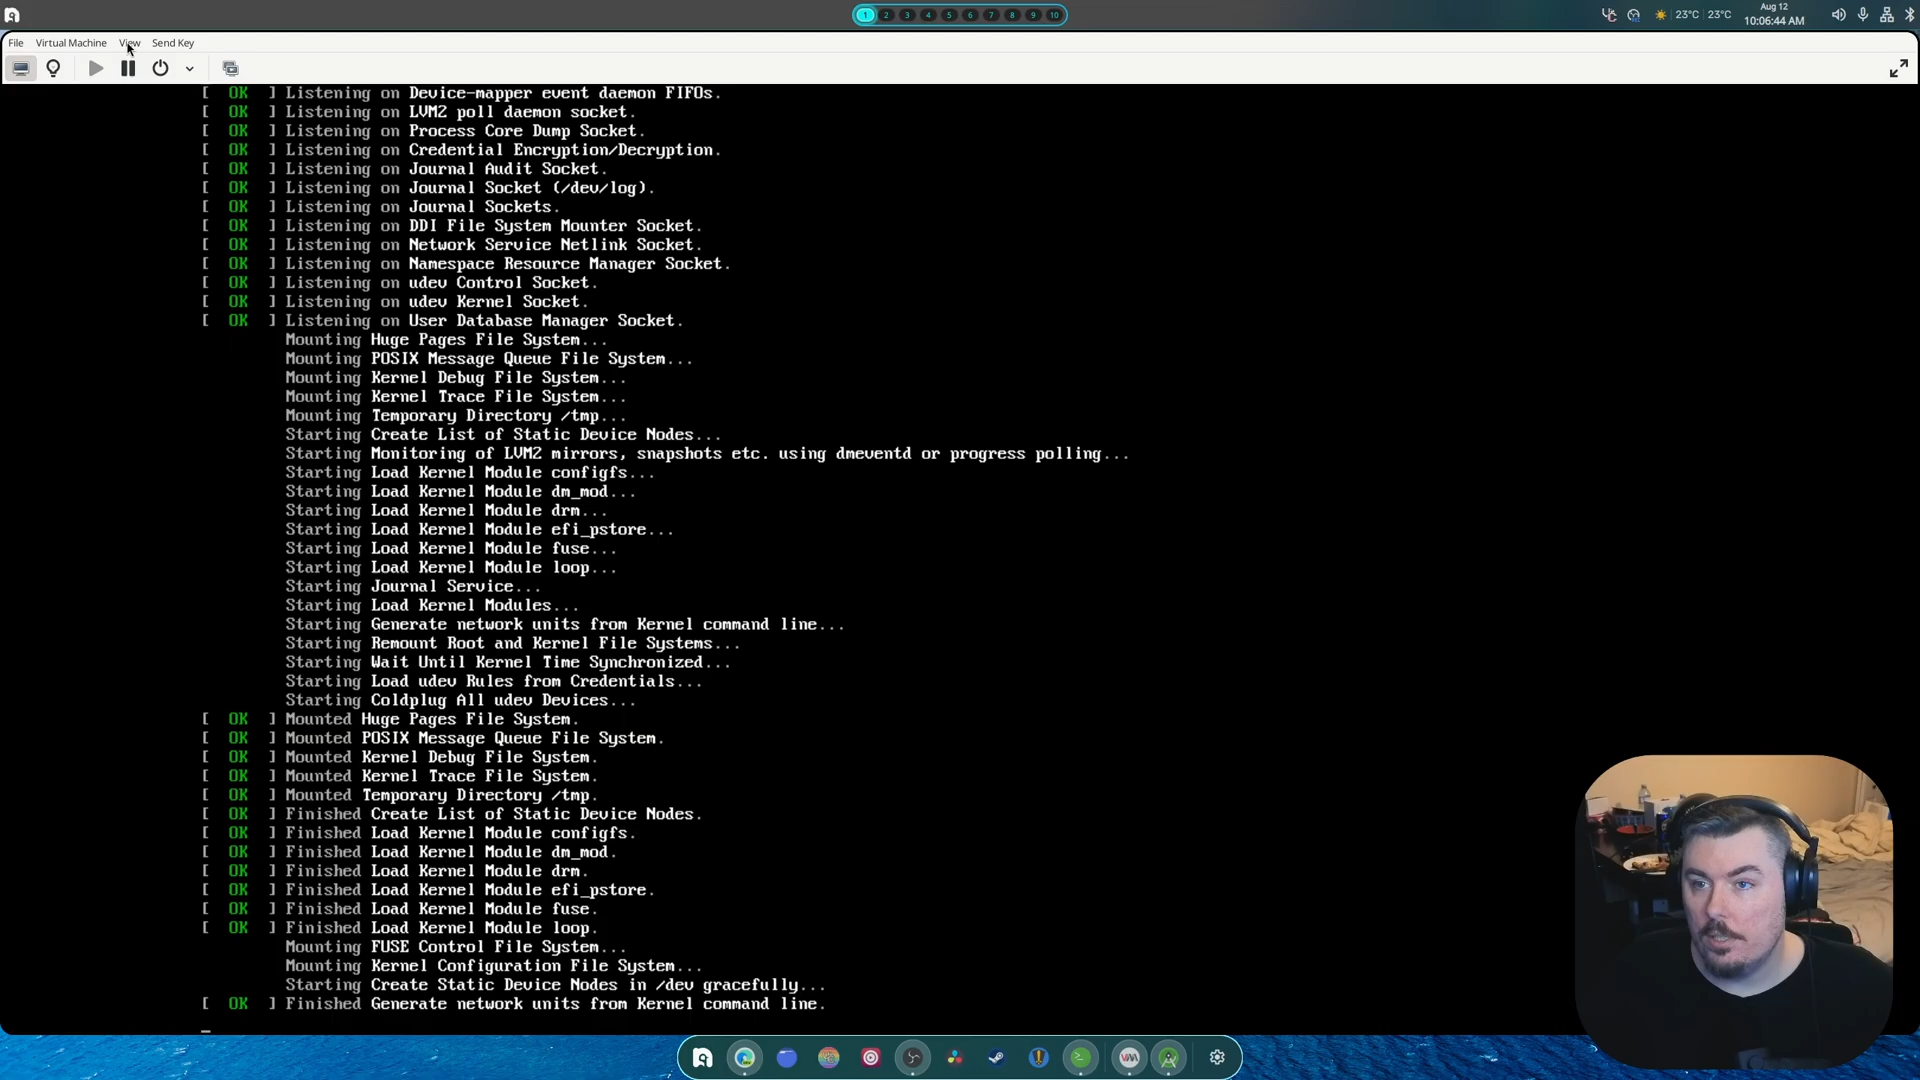 1 2 3 4 5 6 7 8 9 10
23°C 23°C
Aug 12
10:06:44 AM
File Virtual Machine View Send Key
[ OK ] Listening on Device-mapper event daemon FIFOs.
[ OK ] Listening on LVM2 poll daemon socket.
[ OK ] Listening on Process Core Dump Socket.
[ OK ] Listening on Credential Encryption/Decryption.
[ OK ] Listening on Journal Audit Socket.
[ OK ] Listening on Journal Socket (/dev/log).
[ OK ] Listening on Journal Sockets.
[ OK ] Listening on DDI File System Mounter Socket.
[ OK ] Listening on Network Service Netlink Socket.
[ OK ] Listening on Namespace Resource Manager Socket.
[ OK ] Listening on udev Control Socket.
[ OK ] Listening on udev Kernel Socket.
[ OK ] Listening on User Database Manager Socket.
Mounting Huge Pages File System...
Mounting POSIX Message Queue File System...
Mounting Kernel Debug File System...
Mounting Kernel Trace File System...
Mounting Temporary Directory /tmp...
Starting Create List of Static Device Nodes...
Starting Monitoring of LVM2 mirrors, snapshots etc. using dmeventd or progress polling...
Starting Load Kernel Module configfs...
Starting Load Kernel Module dm_mod...
Starting Load Kernel Module drm...
Starting Load Kernel Module efi_pstore...
Starting Load Kernel Module fuse...
Starting Load Kernel Module loop...
Starting Journal Service...
Starting Load Kernel Modules...
Starting Generate network units from Kernel command line...
Starting Remount Root and Kernel File Systems...
Starting Wait Until Kernel Time Synchronized...
Starting Load udev Rules from Credentials...
Starting Coldplug All udev Devices...
[ OK ] Mounted Huge Pages File System.
[ OK ] Mounted POSIX Message Queue File System.
[ OK ] Mounted Kernel Debug File System.
[ OK ] Mounted Kernel Trace File System.
[ OK ] Mounted Temporary Directory /tmp.
[ OK ] Finished Create List of Static Device Nodes.
[ OK ] Finished Load Kernel Module configfs.
[ OK ] Finished Load Kernel Module dm_mod.
[ OK ] Finished Load Kernel Module drm.
[ OK ] Finished Load Kernel Module efi_pstore.
[ OK ] Finished Load Kernel Module fuse.
[ OK ] Finished Load Kernel Module loop.
Mounting FUSE Control File System...
Mounting Kernel Configuration File System...
Starting Create Static Device Nodes in /dev gracefully...
[ OK ] Finished Generate network units from Kernel command line.